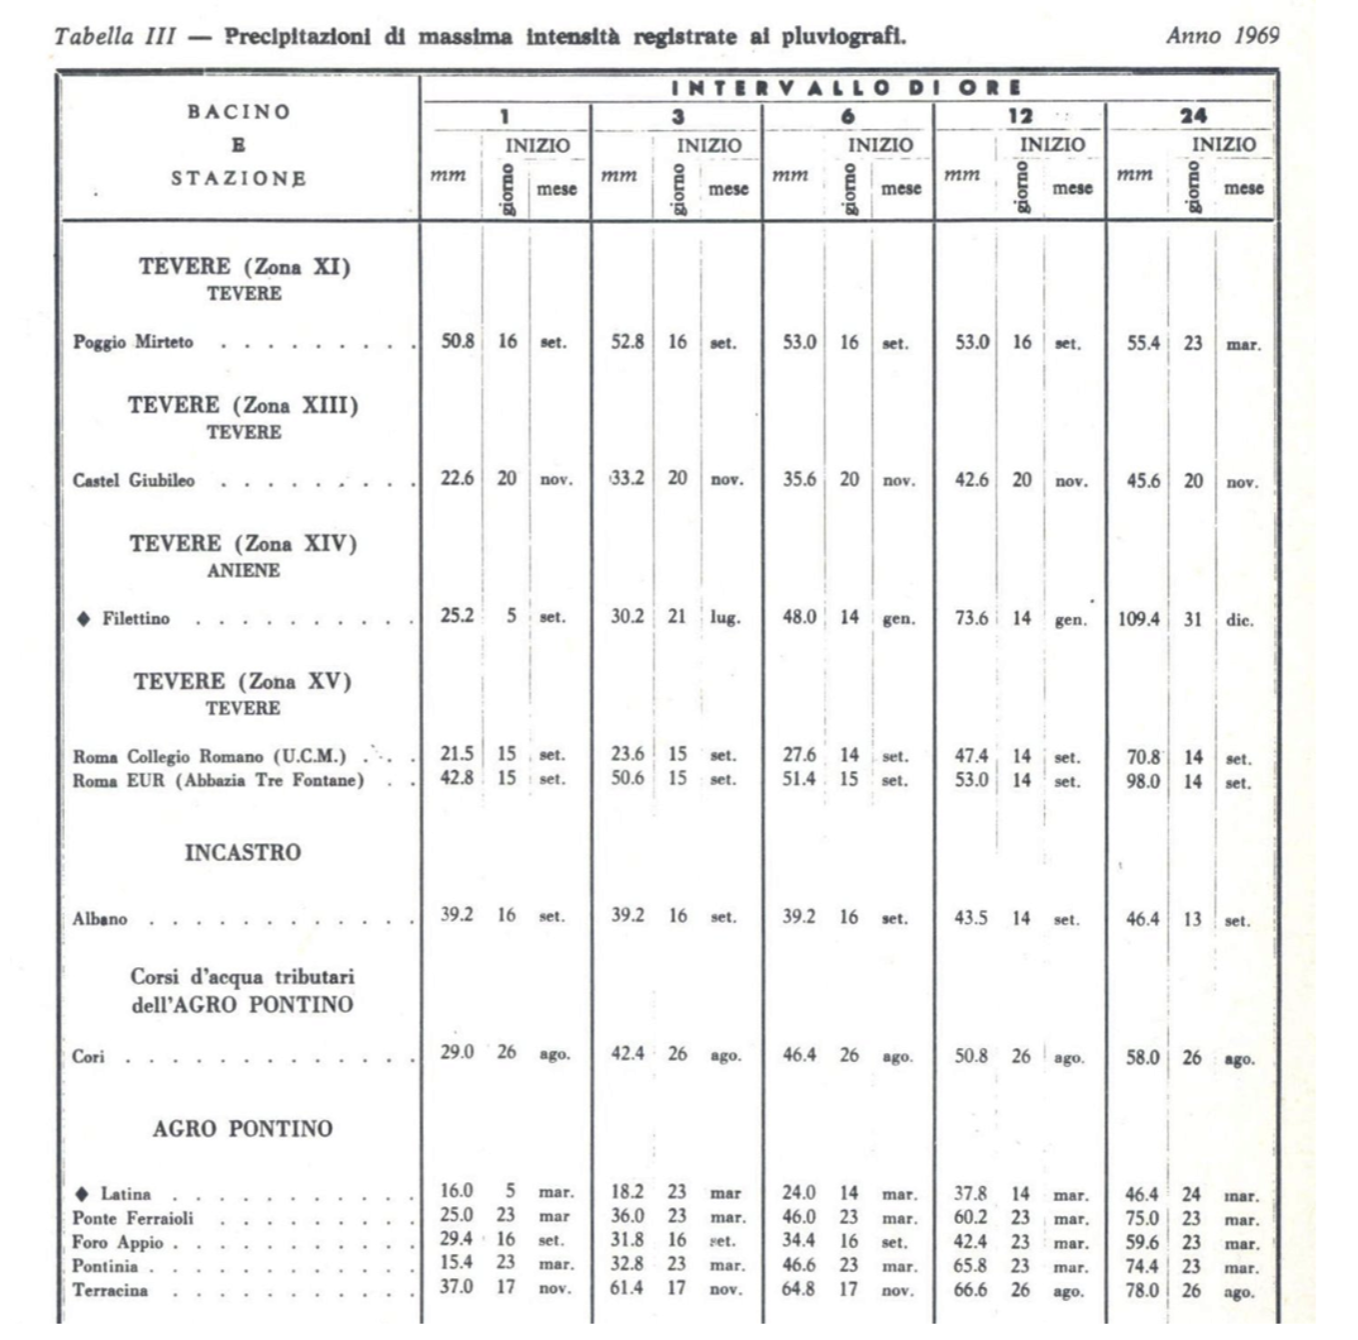 Tabella III — Precipitazioni di massima intensità registrate ai pluviografi. Anno 1969
INTERVALLO DI ORE
BACINO
E
STAZIONE
1 3 6 12 24
INIZIO INIZIO INIZIO INIZIO INIZIO
mm giorno mese mm giorno mese mm giorno mese mm giorno mese mm giorno mese
TEVERE (Zona XI)
TEVERE
Poggio Mirteto . . . . . . . . . 50.8 16 set. 52.8 16 set. 53.0 16 set. 53.0 16 set. 55.4 23 mar.
TEVERE (Zona XIII)
TEVERE
Castel Giubileo . . . . . . . . . 22.6 20 nov. 33.2 20 nov. 35.6 20 nov. 42.6 20 nov. 45.6 20 nov.
TEVERE (Zona XIV)
ANIENE
♦ Filettino . . . . . . . . . 25.2 5 set. 30.2 21 lug. 48.0 14 gen. 73.6 14 gen. 109.4 31 dic.
TEVERE (Zona XV)
TEVERE
Roma Collegio Romano (U.C.M.) . . . 21.5 15 set. 23.6 15 set. 27.6 14 set. 47.4 14 set. 70.8 14 set.
Roma EUR (Abbazia Tre Fontane) . . 42.8 15 set. 50.6 15 set. 51.4 15 set. 53.0 14 set. 98.0 14 set.
INCASTRO
Albano . . . . . . . . . . . . 39.2 16 set. 39.2 16 set. 39.2 16 set. 43.5 14 set. 46.4 13 set.
Corsi d'acqua tributari
dell'AGRO PONTINO
Cori . . . . . . . . . . . . . 29.0 26 ago. 42.4 26 ago. 46.4 26 ago. 50.8 26 ago. 58.0 26 ago.
AGRO PONTINO
♦ Latina . . . . . . . . . . . 16.0 5 mar. 18.2 23 mar 24.0 14 mar. 37.8 14 mar. 46.4 24 mar.
Ponte Ferraioli . . . . . . . . . 25.0 23 mar 36.0 23 mar. 46.0 23 mar. 60.2 23 mar. 75.0 23 mar.
Foro Appio . . . . . . . . . . . 29.4 16 set. 31.8 16 set. 34.4 16 set. 42.4 23 mar. 59.6 23 mar.
Pontinia . . . . . . . . . . . . 15.4 23 mar. 32.8 23 mar. 46.6 23 mar. 65.8 23 mar. 74.4 23 mar.
Terracina . . . . . . . . . . . 37.0 17 nov. 61.4 17 nov. 64.8 17 nov. 66.6 26 ago. 78.0 26 ago.